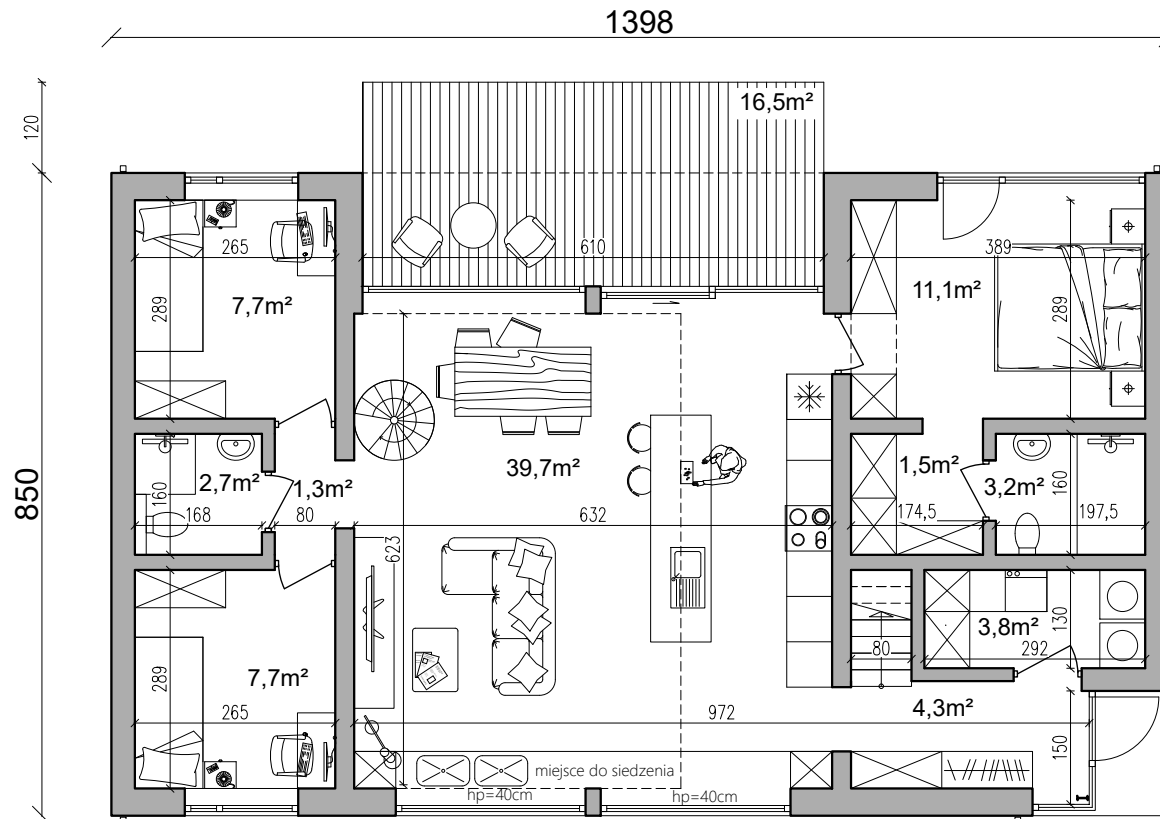 1398
120
16,5m²
265
610
389
7,7m²
289
11,1m²
289
850
39,7m²
2,7m²
160
1,3m²
168
80
632
623
1,5m²
174,5
3,2m²
160
197,5
3,8m²
130
292
80
7,7m²
289
265
972
4,3m²
150
miejsce do siedzenia
hp=40cm
hp=40cm